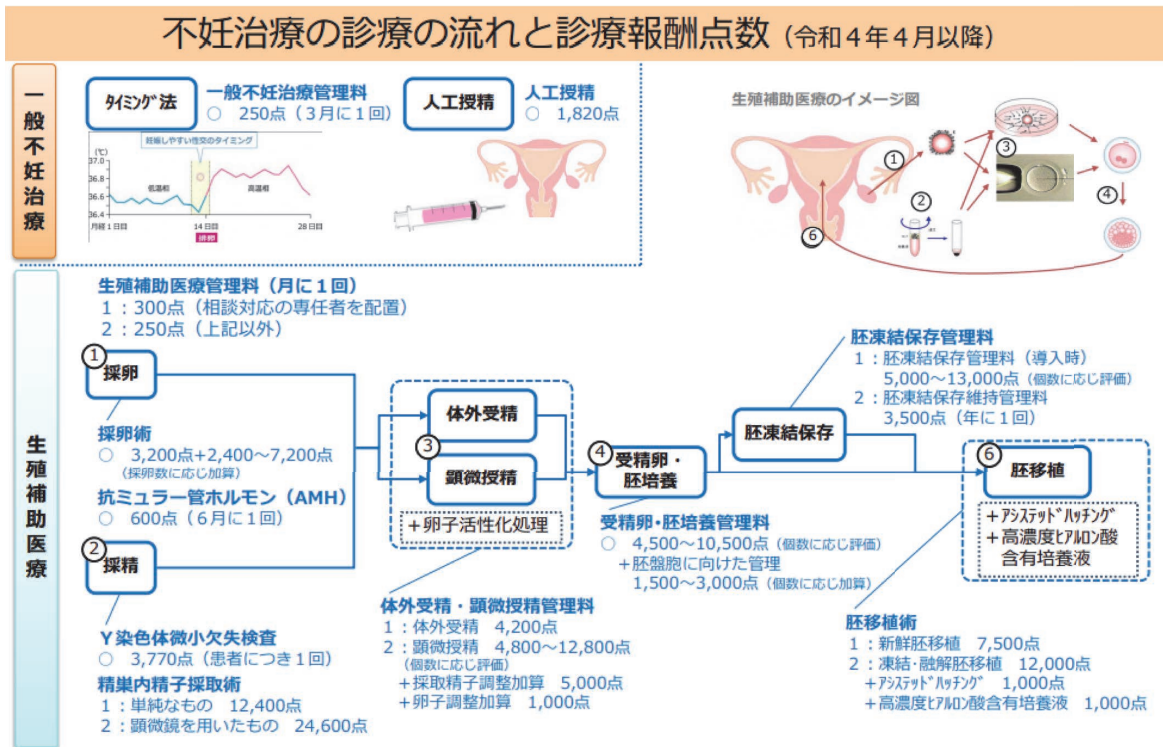 不妊治療の診療の流れと診療報酬点数（令和４年４月以降）
一般不妊治療
ﾀｲﾐﾝｸﾞ法
一般不妊治療管理料
○ 250点（３月に１回）
人工授精
人工授精
○ 1,820点
妊娠しやすい性交のタイミング
(℃)
37.0
36.8
36.6
36.4
低温相
高温相
月経１日目
14日目
28日目
排卵
生殖補助医療のイメージ図
①
②
③
④
⑥
生殖補助医療
生殖補助医療管理料（月に１回）
１：300点（相談対応の専任者を配置）
２：250点（上記以外）
① 採卵
採卵術
○ 3,200点+2,400～7,200点
（採卵数に応じ加算）
抗ミュラー管ホルモン（AMH）
○ 600点（６月に１回）
② 採精
Ｙ染色体微小欠失検査
○ 3,770点（患者につき１回）
精巣内精子採取術
１：単純なもの 12,400点
２：顕微鏡を用いたもの 24,600点
体外受精
③
顕微授精
＋卵子活性化処理
体外受精・顕微授精管理料
１：体外受精 4,200点
２：顕微授精 4,800～12,800点
（個数に応じ評価）
＋採取精子調整加算 5,000点
＋卵子調整加算 1,000点
④ 受精卵・
胚培養
受精卵・胚培養管理料
○ 4,500～10,500点（個数に応じ評価）
＋胚盤胞に向けた管理
1,500～3,000点（個数に応じ加算）
胚凍結保存
胚凍結保存管理料
１：胚凍結保存管理料（導入時）
5,000～13,000点（個数に応じ評価）
２：胚凍結保存維持管理料
3,500点（年に１回）
⑥ 胚移植
＋ｱｼｽﾃｯﾄﾞﾊｯﾁﾝｸﾞ
＋高濃度ﾋｱﾙﾛﾝ酸
含有培養液
胚移植術
１：新鮮胚移植 7,500点
２：凍結・融解胚移植 12,000点
＋ｱｼｽﾃｯﾄﾞﾊｯﾁﾝｸﾞ 1,000点
＋高濃度ﾋｱﾙﾛﾝ酸含有培養液 1,000点